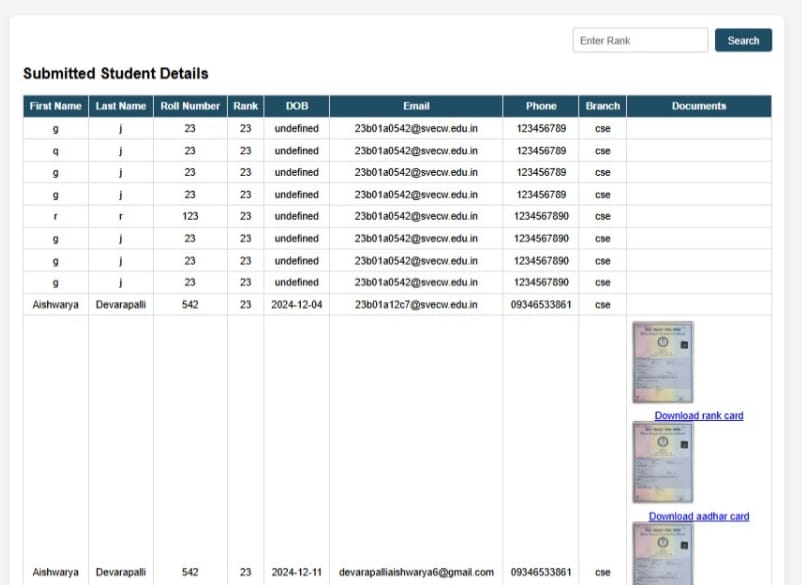 Enter Rank Search
Submitted Student Details
First Name Last Name Roll Number Rank DOB Email Phone Branch Documents
g j 23 23 undefined 23b01a0542@svecw.edu.in 123456789 cse
q j 23 23 undefined 23b01a0542@svecw.edu.in 123456789 cse
g j 23 23 undefined 23b01a0542@svecw.edu.in 123456789 cse
g j 23 23 undefined 23b01a0542@svecw.edu.in 123456789 cse
r r 123 23 undefined 23b01a0542@svecw.edu.in 1234567890 cse
g j 23 23 undefined 23b01a0542@svecw.edu.in 1234567890 cse
g j 23 23 undefined 23b01a0542@svecw.edu.in 1234567890 cse
g j 23 23 undefined 23b01a0542@svecw.edu.in 1234567890 cse
Aishwarya Devarapalli 542 23 2024-12-04 23b01a12c7@svecw.edu.in 09346533861 cse
Download rank card
Download aadhar card
Aishwarya Devarapalli 542 23 2024-12-11 devarapalliaishwarya6@gmail.com 09346533861 cse